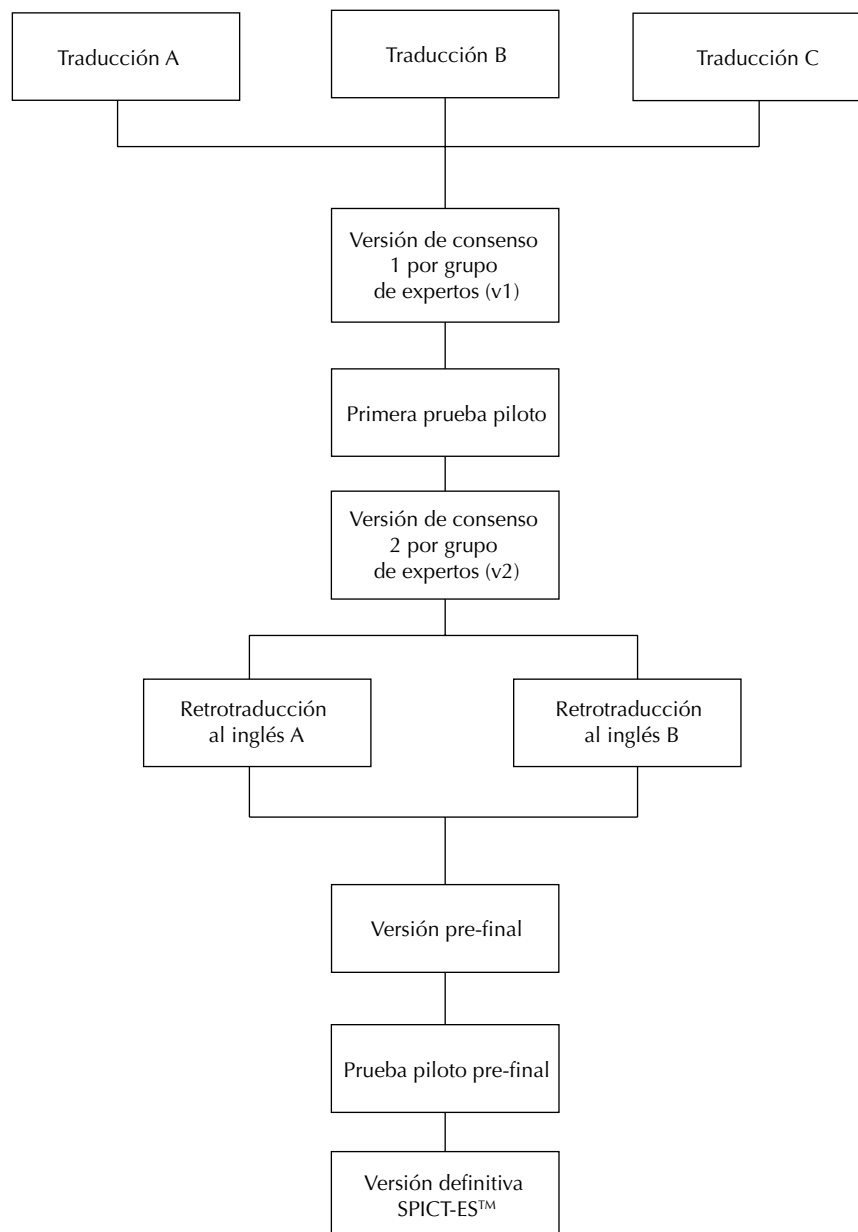 Traducción A
Traducción B
Traducción C
Versión de consenso
1 por grupo
de expertos (v1)
Primera prueba piloto
Versión de consenso
2 por grupo
de expertos (v2)
Retrotraducción
al inglés A
Retrotraducción
al inglés B
Versión pre-final
Prueba piloto pre-final
Versión definitiva
SPICT-ES™